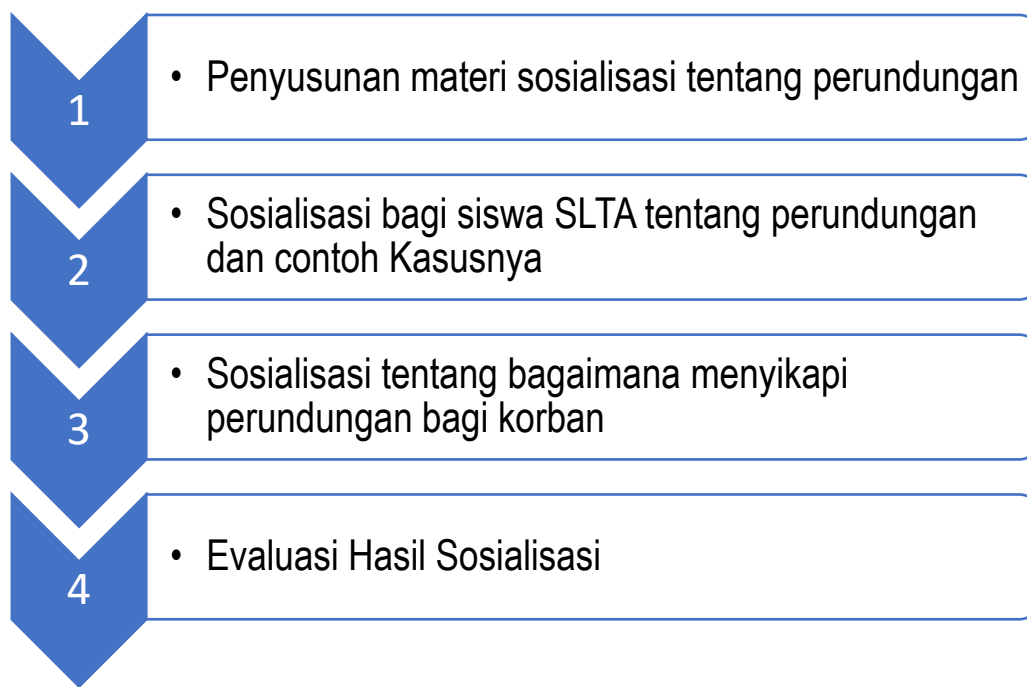 1
• Penyusunan materi sosialisasi tentang perundungan
2
• Sosialisasi bagi siswa SLTA tentang perundungan
dan contoh Kasusnya
3
• Sosialisasi tentang bagaimana menyikapi
perundungan bagi korban
4
• Evaluasi Hasil Sosialisasi